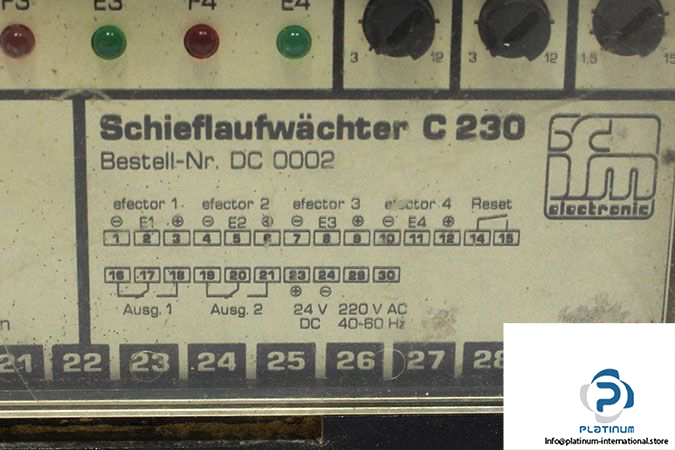 F3 E3 F4 E4
3 12 3 12 1,5 15
Schieflaufwächter C 230
Bestell-Nr. DC 0002
ifm
electronic
efector 1 efector 2 efector 3 efector 4 Reset
⊖ E1 ⊕ ⊖ E2 ⊕ ⊖ E3 ⊕ ⊖ E4 ⊕
1 2 3 4 5 6 7 8 9 10 11 12 14 15
16 17 18 19 20 21 23 24 29 30
⊕ ⊖
Ausg. 1 Ausg. 2 24 V 220 V AC
DC 40-60 Hz
21 22 23 24 25 26 27 28
PLATINUM
info@platinum-international.store